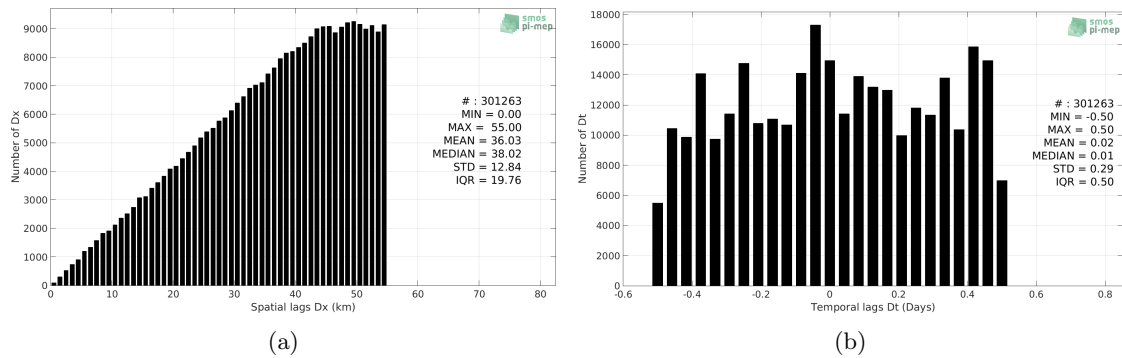 smos
pi-mep
9000
8000
7000
6000
5000
4000
3000
2000
1000
0
Number of Dx
# : 301263
MIN = 0.00
MAX = 55.00
MEAN = 36.03
MEDIAN = 38.02
STD = 12.84
IQR = 19.76
0 10 20 30 40 50 60 70 80
Spatial lags Dx (km)
(a)
smos
pi-mep
18000
16000
14000
12000
10000
8000
6000
4000
2000
0
Number of Dt
# : 301263
MIN = -0.50
MAX = 0.50
MEAN = 0.02
MEDIAN = 0.01
STD = 0.29
IQR = 0.50
-0.6 -0.4 -0.2 0 0.2 0.4 0.6 0.8
Temporal lags Dt (Days)
(b)